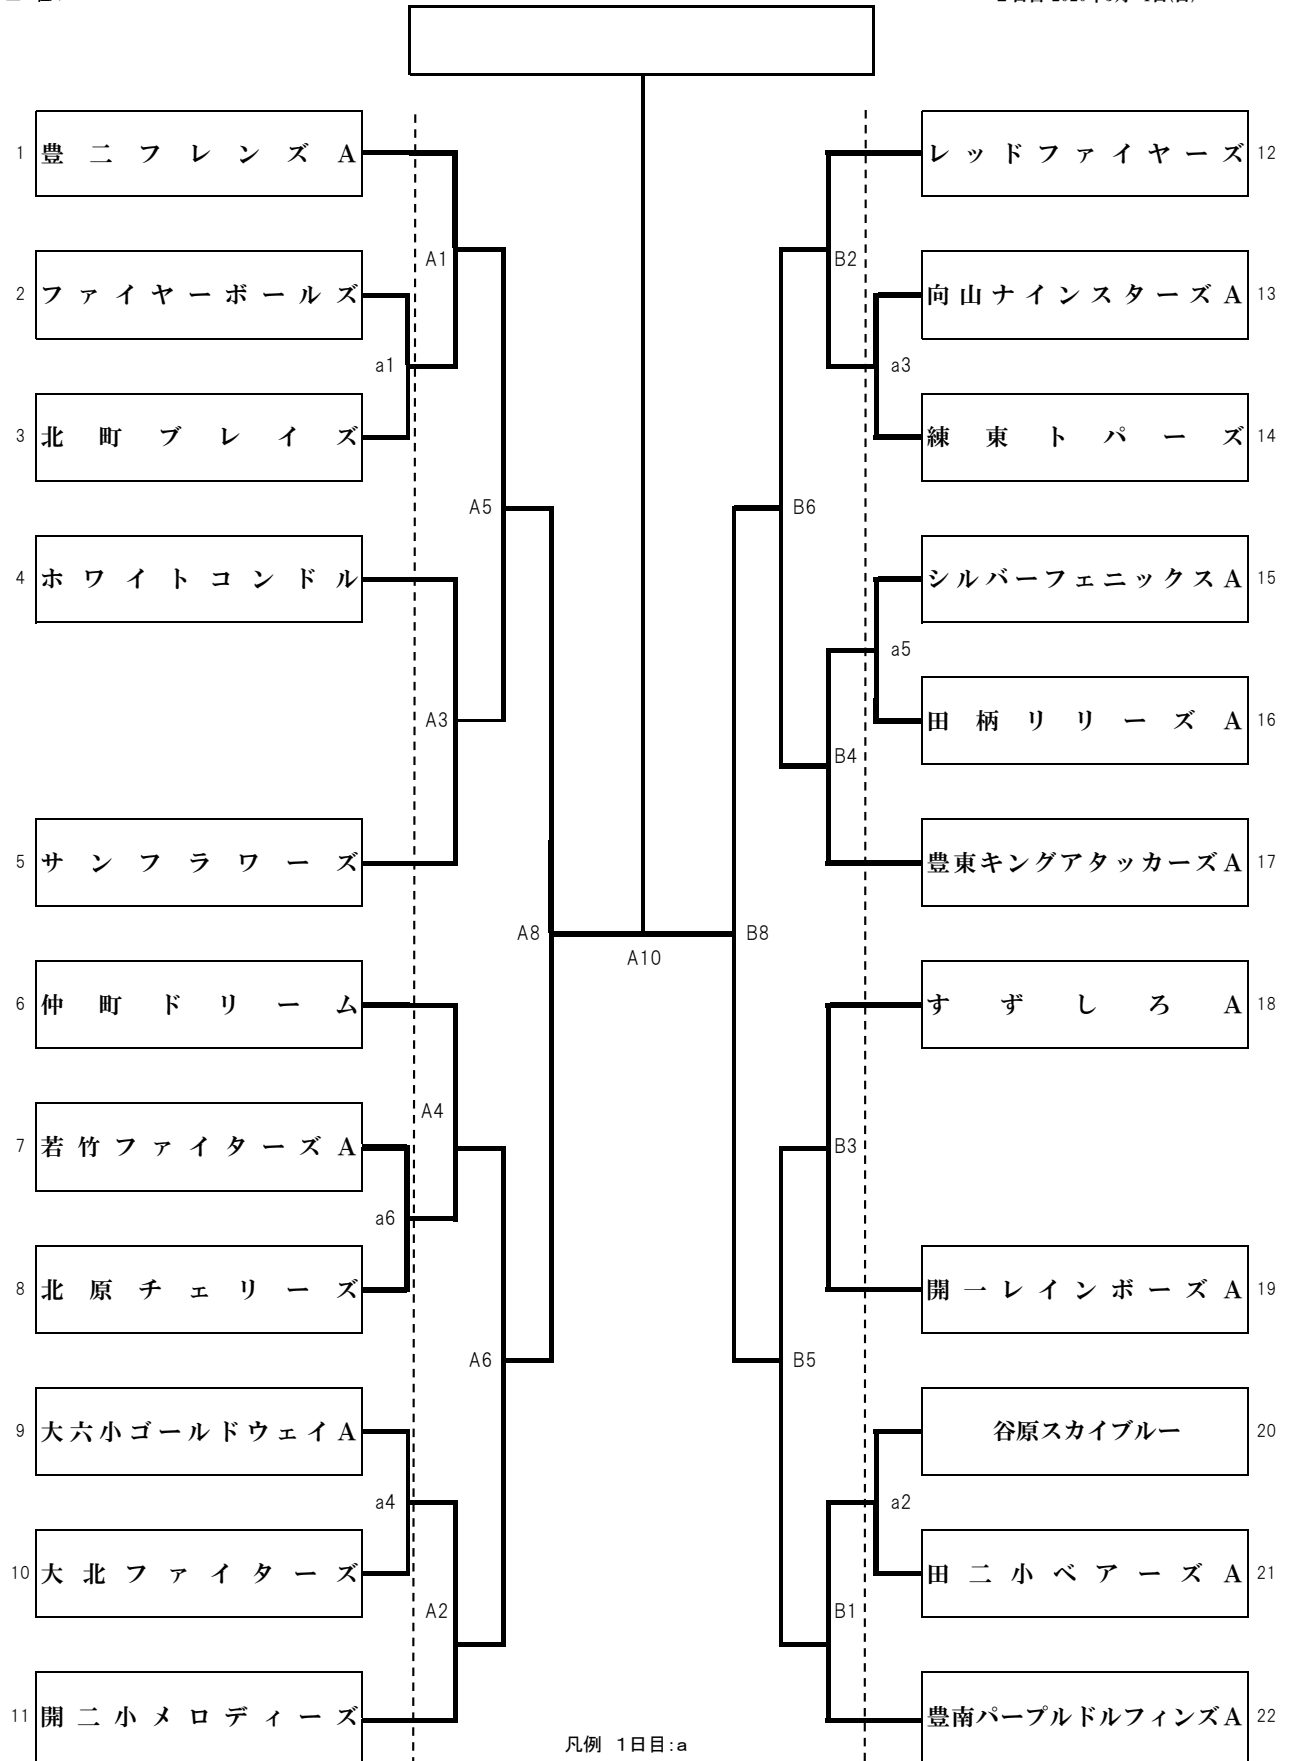 1 豊二フレンズA
A1
2 ファイヤーボールズ
a1
3 北町ブレイズ
A5
4 ホワイトコンドル
A3
5 サンフラワーズ
A8
A10
6 仲町ドリーム
A4
7 若竹ファイターズA
a6
8 北原チェリーズ
A6
9 大六小ゴールドウェイA
a4
10 大北ファイターズ
A2
11 開二小メロディーズ
レッドファイヤーズ 12
B2
向山ナインスターズA 13
a3
練東トパーズ 14
B6
シルバーフェニックスA 15
a5
田柄リリーズA 16
B4
豊東キングアタッカーズA 17
B8
すずしろA 18
B3
開一レインボーズA 19
B5
谷原スカイブルー 20
a2
田二小ベアーズA 21
B1
豊南パープルドルフィンズA 22
凡例 1日目:a